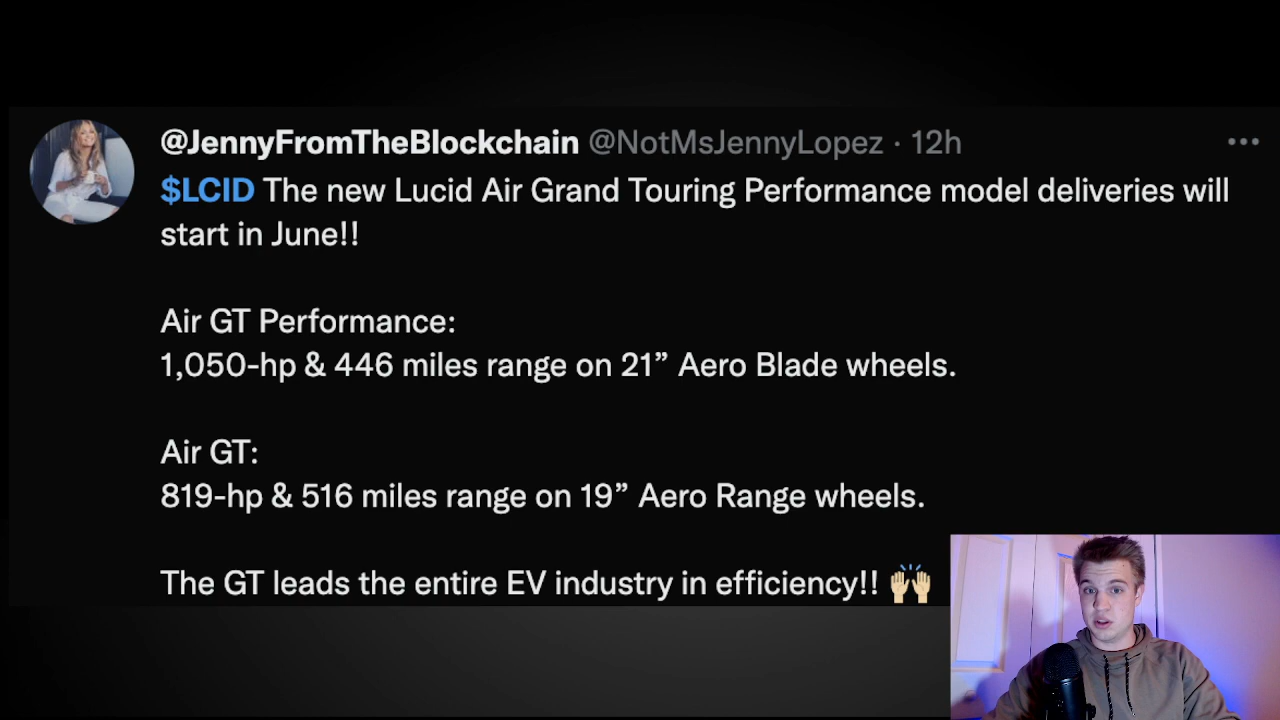 @JennyFromTheBlockchain @NotMsJennyLopez · 12h
$LCID The new Lucid Air Grand Touring Performance model deliveries will
start in June!!
Air GT Performance:
1,050-hp & 446 miles range on 21” Aero Blade wheels.
Air GT:
819-hp & 516 miles range on 19” Aero Range wheels.
The GT leads the entire EV industry in efficiency!! 🙌🏼